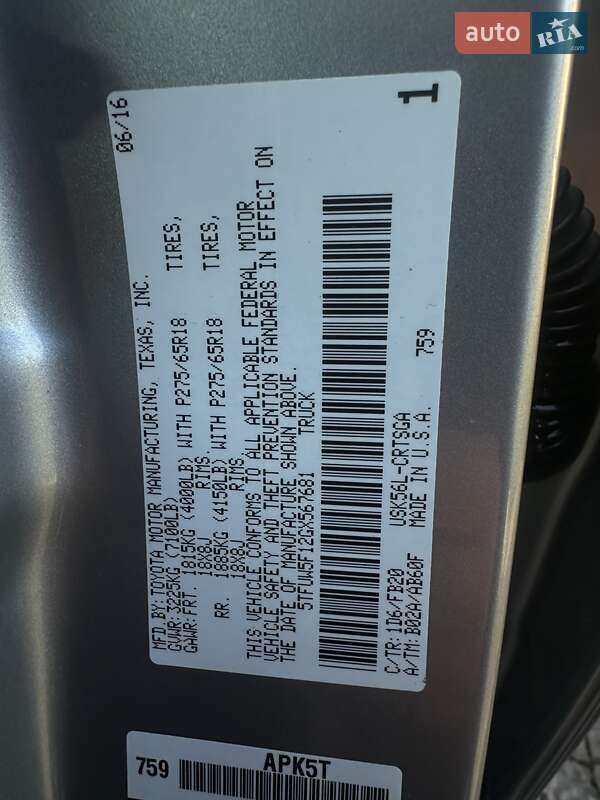 auto RIA.com
06/16
1
MFD.BY:TOYOTA MOTOR MANUFACTURING, TEXAS, INC.
GVWR: 3225KG (7100LB)
GAWR:FRT. 1815KG (4000LB) WITH P275/65R18 TIRES,
18X8J RIMS.
RR. 1885KG (4150LB) WITH P275/65R18 TIRES,
18X8J RIMS.
THIS VEHICLE CONFORMS TO ALL APPLICABLE FEDERAL MOTOR
VEHICLE SAFETY AND THEFT PREVENTION STANDARDS IN EFFECT ON
THE DATE OF MANUFACTURE SHOWN ABOVE.
5TFUW5F12GX567681 TRUCK
C/TR: 1D6/FB20 USK56L-CRTSGA 759
A/TM: B02A/AB60F MADE IN U.S.A.
759 APK5T